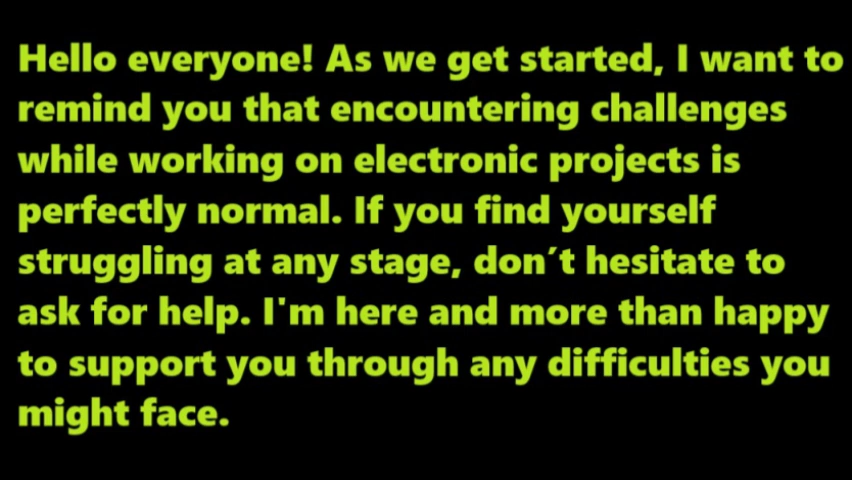 Hello everyone! As we get started, I want to
remind you that encountering challenges
while working on electronic projects is
perfectly normal. If you find yourself
struggling at any stage, don´t hesitate to
ask for help. I'm here and more than happy
to support you through any difficulties you
might face.